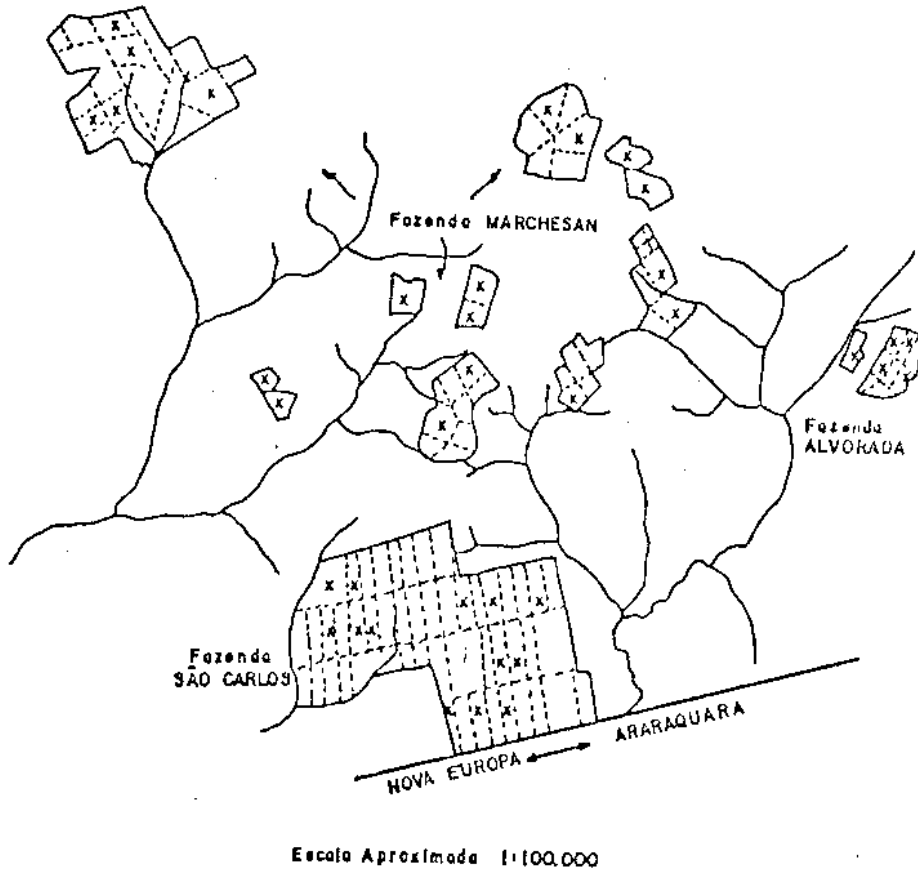 Fazenda MARCHESAN
Fazenda
ALVORADA
Fazenda
SÃO CARLOS
NOVA EUROPA
ARARAQUARA
Escala Aproximada 1:100.000